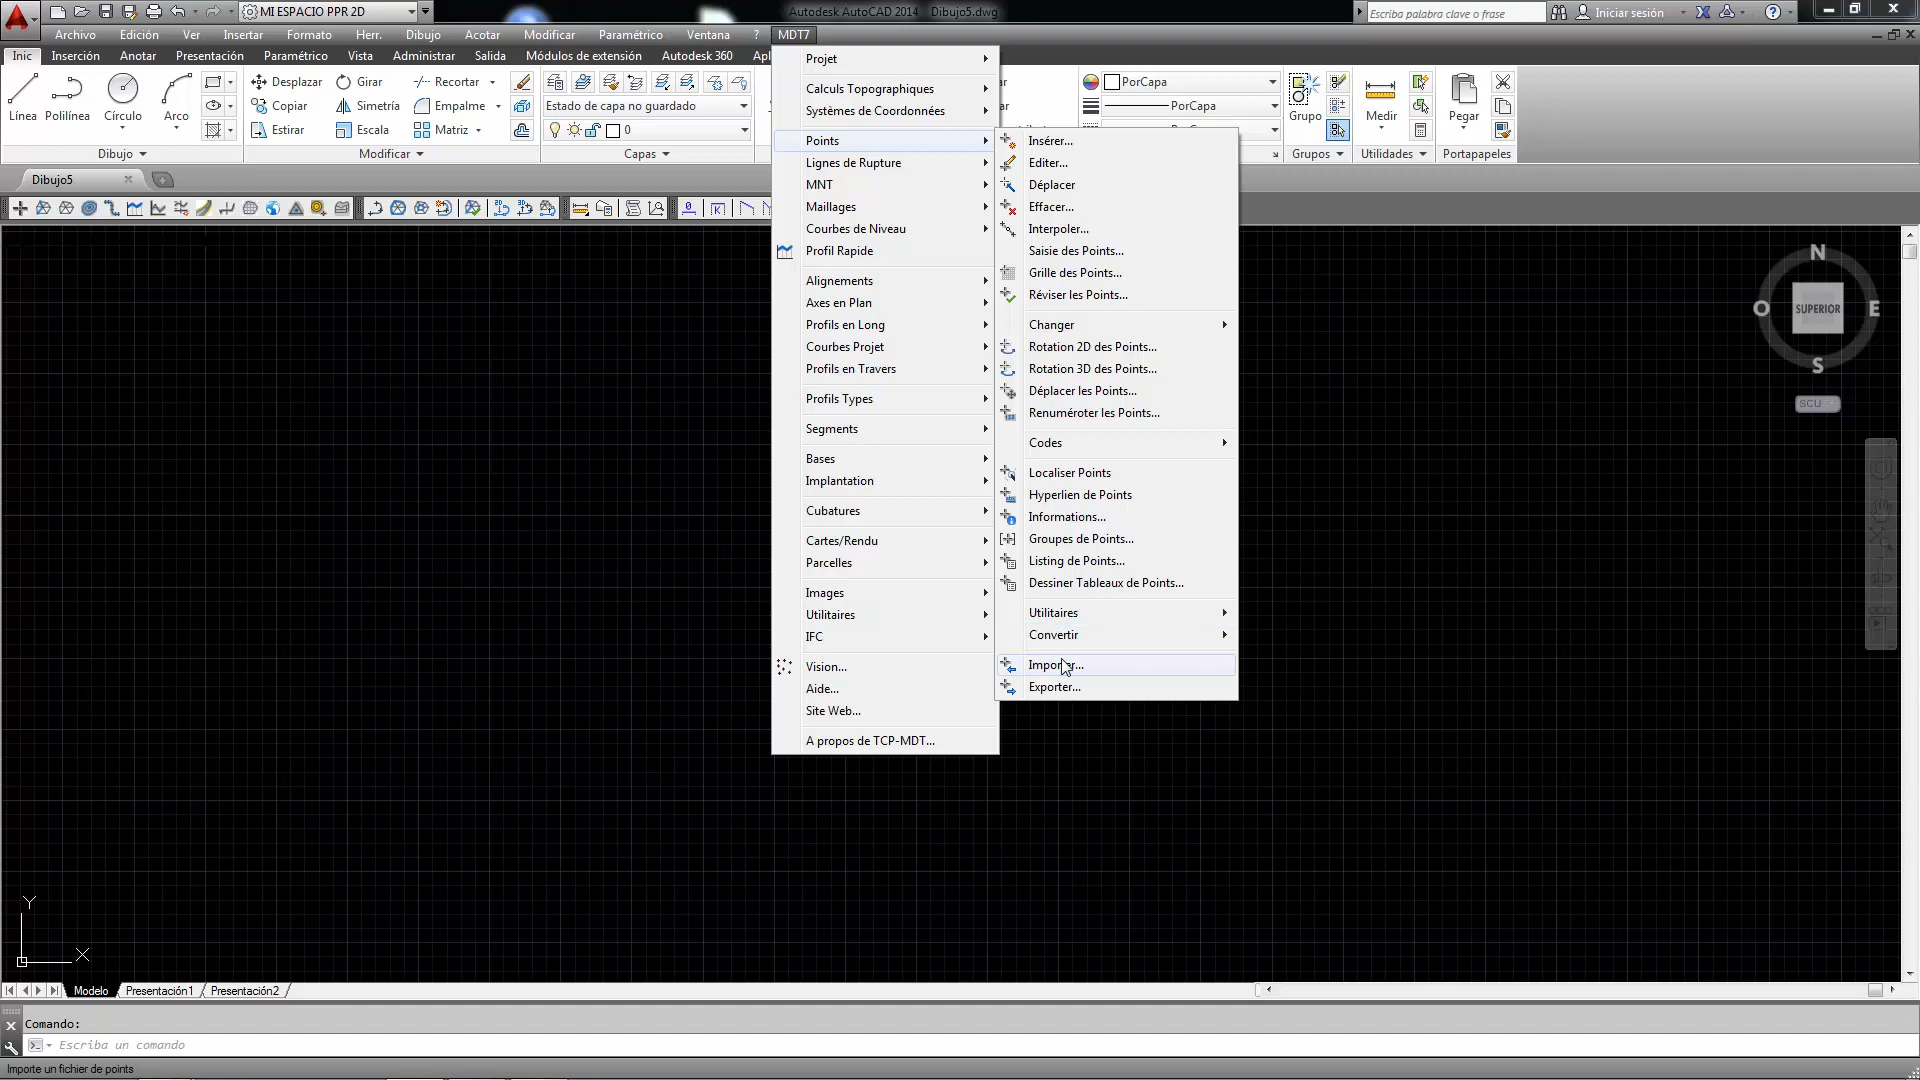 MI ESPACIO PPR 2D
Autodesk AutoCAD 2014 Dibujo5.dwg
Escriba palabra clave o frase
Iniciar sesión
Archivo Edición Ver Insertar Formato Herr. Dibujo Acotar Modificar Paramétrico Ventana ? MDT7
Inic Inserción Anotar Presentación Paramétrico Vista Administrar Salida Módulos de extensión Autodesk 360
Línea Polilínea Círculo Arco
Desplazar Girar Recortar
Copiar Simetría Empalme
Estirar Escala Matriz
Estado de capa no guardado
0
PorCapa
PorCapa
Grupo
Medir
Pegar
Dibujo Modificar Capas Grupos Utilidades Portapapeles
Dibujo5
Projet
Calculs Topographiques
Systèmes de Coordonnées
Points
Lignes de Rupture
MNT
Maillages
Courbes de Niveau
Profil Rapide
Alignements
Axes en Plan
Profils en Long
Courbes Projet
Profils en Travers
Profils Types
Segments
Bases
Implantation
Cubatures
Cartes/Rendu
Parcelles
Images
Utilitaires
IFC
Vision...
Aide...
Site Web...
A propos de TCP-MDT...
Insérer...
Editer...
Déplacer
Effacer...
Interpoler...
Saisie des Points...
Grille des Points...
Réviser les Points...
Changer
Rotation 2D des Points...
Rotation 3D des Points...
Déplacer les Points...
Renuméroter les Points...
Codes
Localiser Points
Hyperlien de Points
Informations...
Groupes de Points...
Listing de Points...
Dessiner Tableaux de Points...
Utilitaires
Convertir
Importer...
Exporter...
N
O SUPERIOR E
S
SCU
Y
X
Modelo Presentación1 Presentación2
Comando:
Escriba un comando
Importe un fichier de points